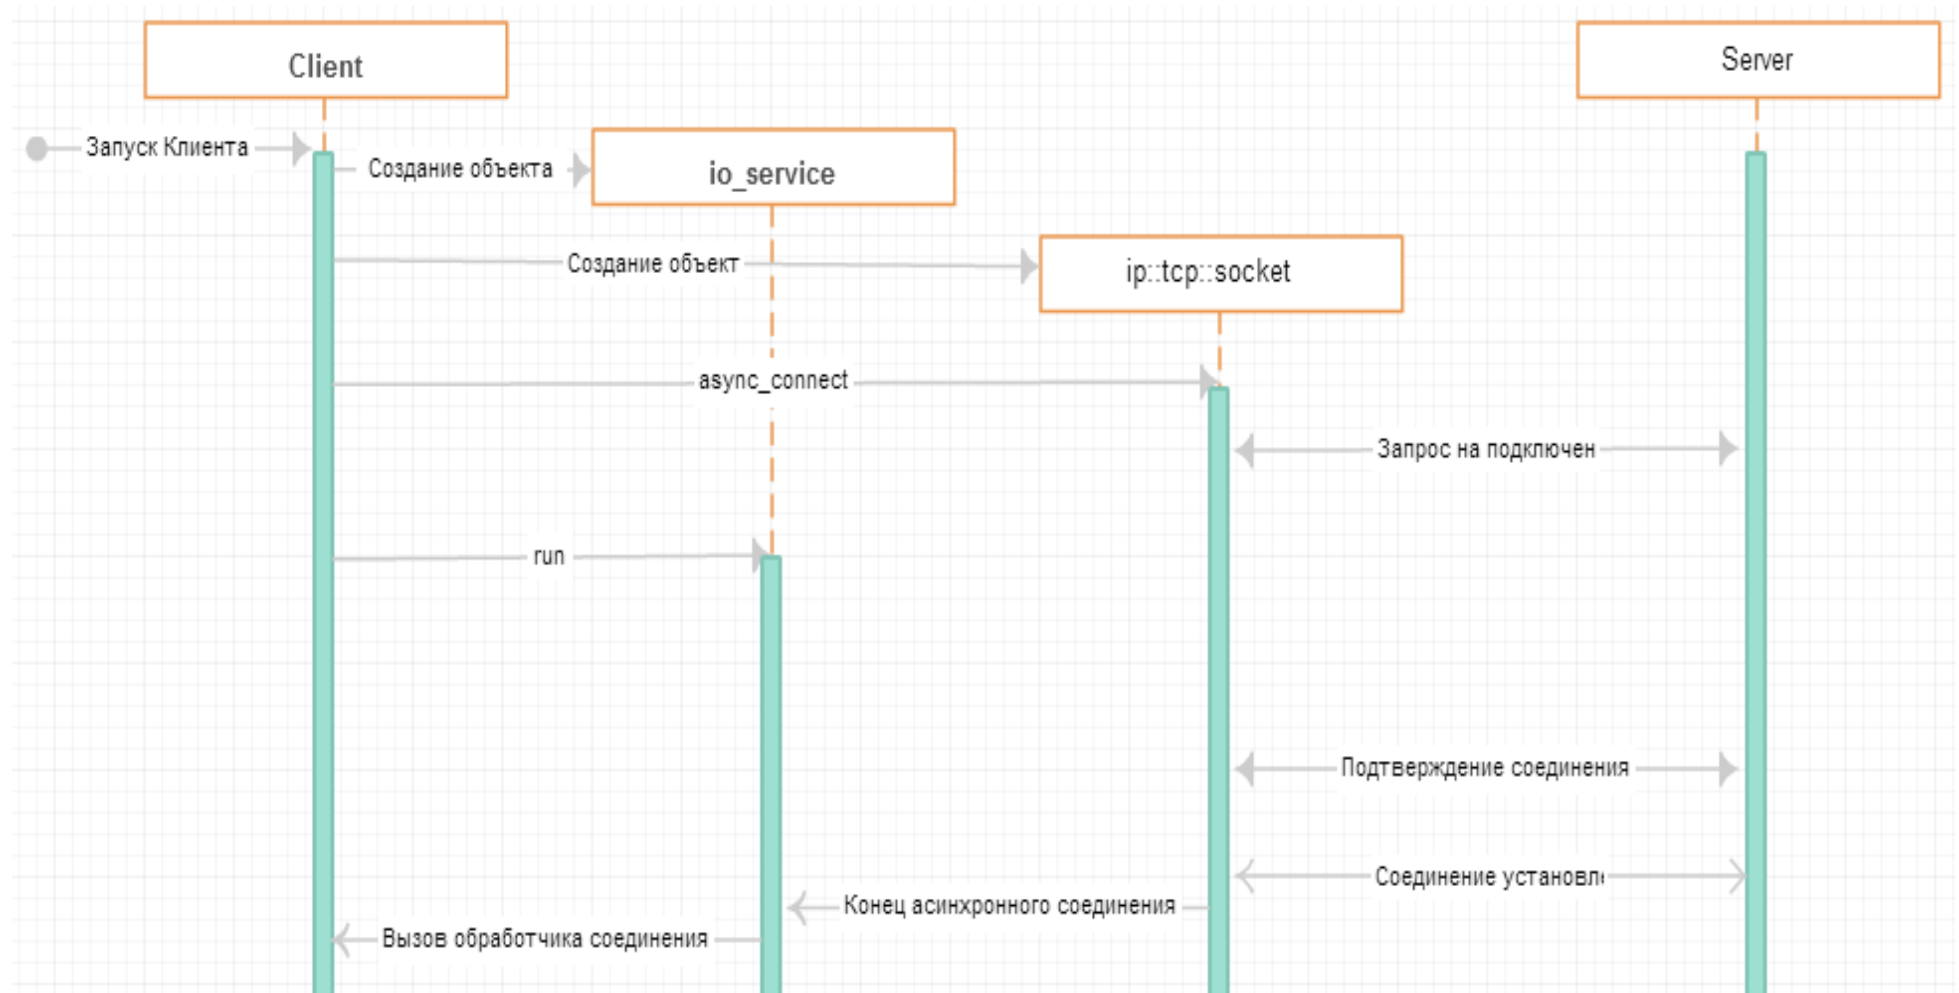 Client
Server
Запуск Клиента
Создание объекта
io_service
Создание объект
ip::tcp::socket
async_connect
Запрос на подключен
run
Подтверждение соединения
Соединение установл
Конец асинхронного соединения
Вызов обработчика соединения